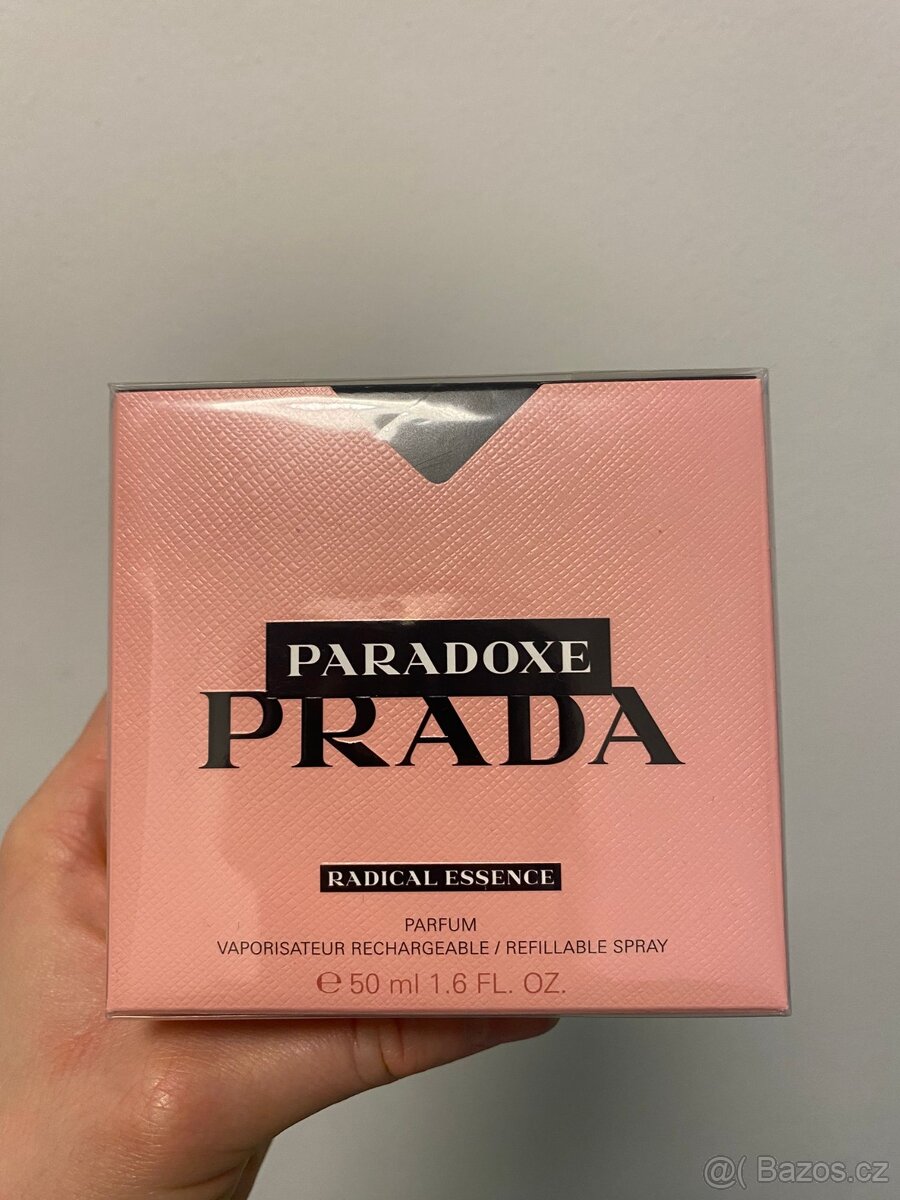 PARADOXE
PRADA
RADICAL ESSENCE
PARFUM
VAPORISATEUR RECHARGEABLE / REFILLABLE SPRAY
℮ 50 ml 1.6 FL. OZ.
@( Bazos.cz